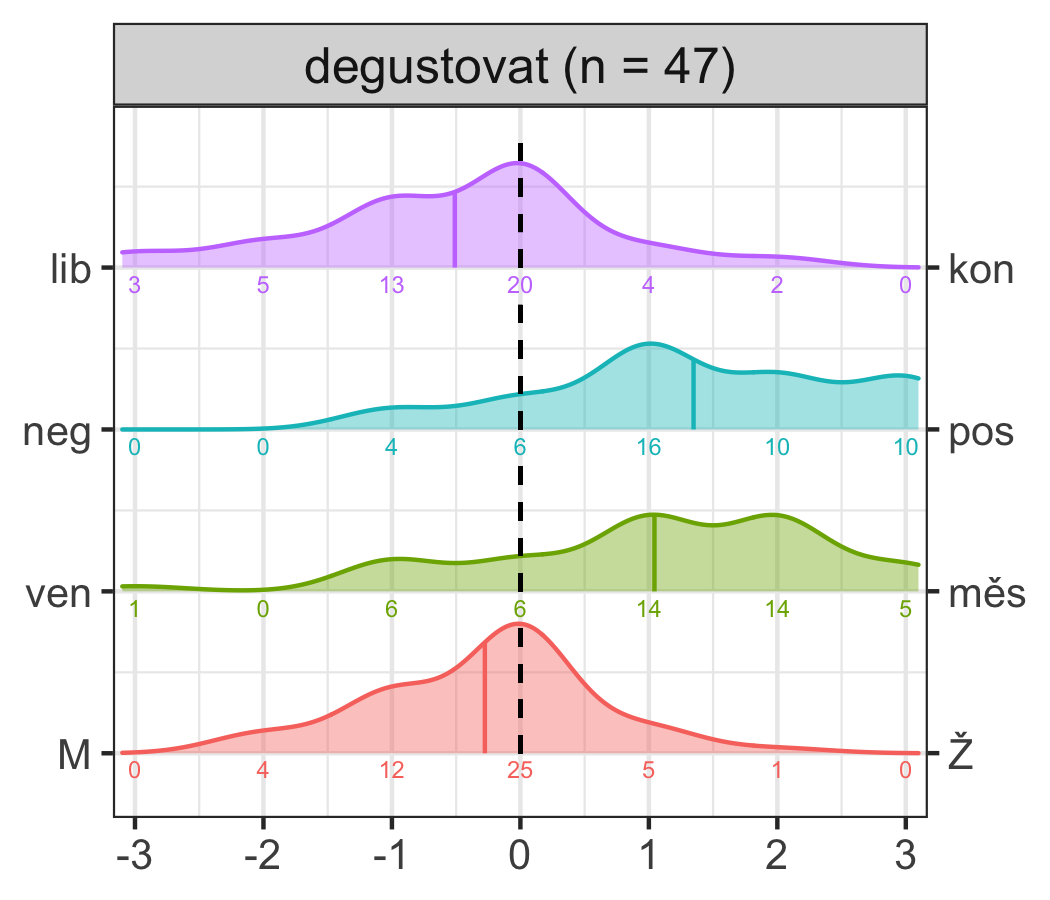 degustovat (n = 47)
lib kon
3 5 13 20 4 2 0
neg pos
0 0 4 6 16 10 10
ven měs
1 0 6 6 14 14 5
M Ž
0 4 12 25 5 1 0
-3 -2 -1 0 1 2 3